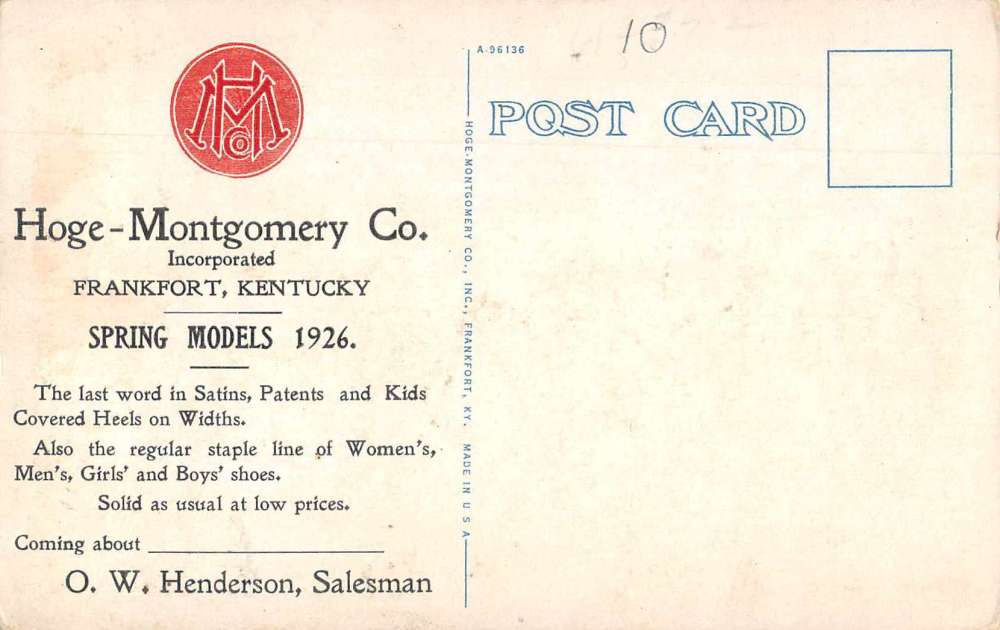 HMCo
Hoge-Montgomery Co.
Incorporated
FRANKFORT, KENTUCKY
SPRING MODELS 1926.
The last word in Satins, Patents and Kids
Covered Heels on Widths.
Also the regular staple line of Women's,
Men's, Girls' and Boys' shoes.
Solid as usual at low prices.
Coming about
O. W. Henderson, Salesman
HOGE-MONTGOMERY CO., INC., FRANKFORT, KY. MADE IN U S A
A-96136
10
POST CARD